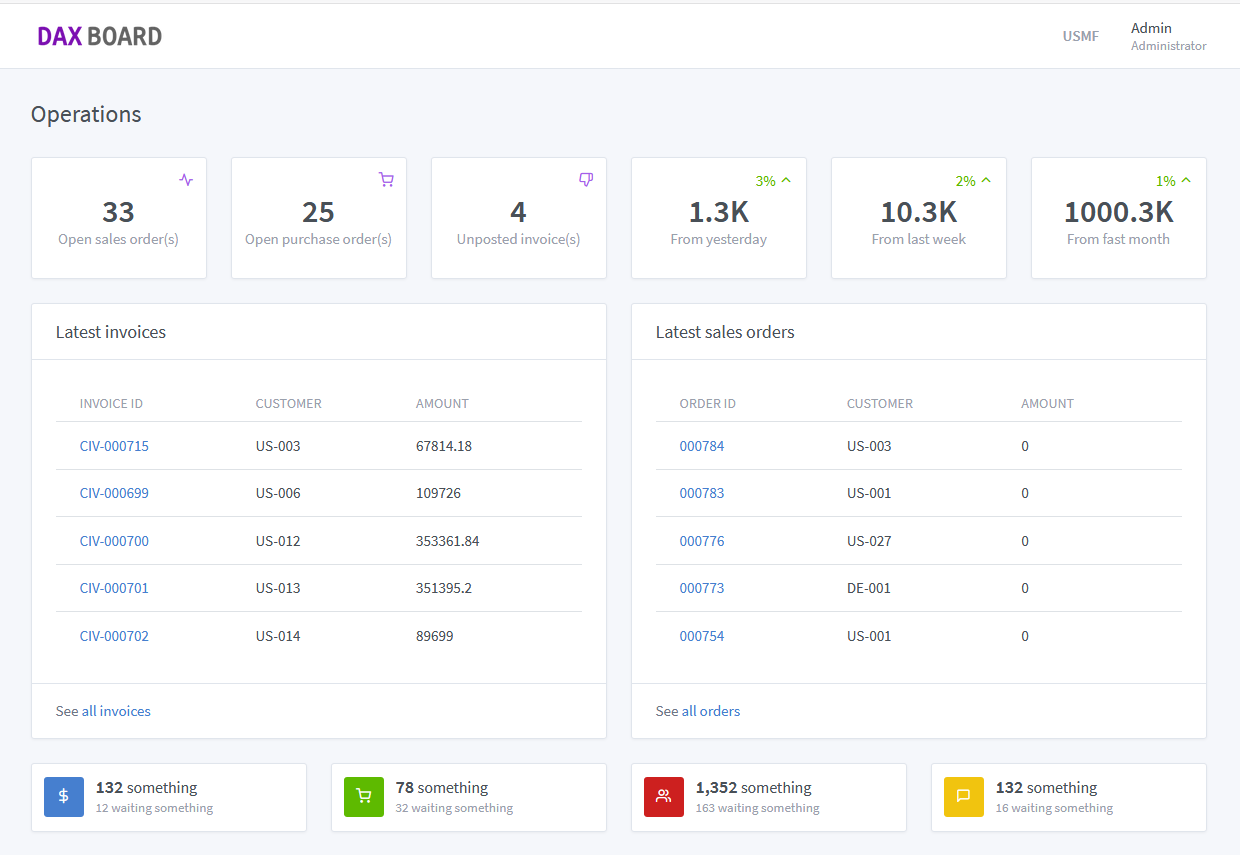 DAX BOARD
USMF
Admin
Administrator
Operations
33
Open sales order(s)
25
Open purchase order(s)
4
Unposted invoice(s)
3%
1.3K
From yesterday
2%
10.3K
From last week
1%
1000.3K
From fast month
Latest invoices
INVOICE ID CUSTOMER AMOUNT
CIV-000715 US-003 67814.18
CIV-000699 US-006 109726
CIV-000700 US-012 353361.84
CIV-000701 US-013 351395.2
CIV-000702 US-014 89699
See all invoices
Latest sales orders
ORDER ID CUSTOMER AMOUNT
000784 US-003 0
000783 US-001 0
000776 US-027 0
000773 DE-001 0
000754 US-001 0
See all orders
132 something
12 waiting something
78 something
32 waiting something
1,352 something
163 waiting something
132 something
16 waiting something